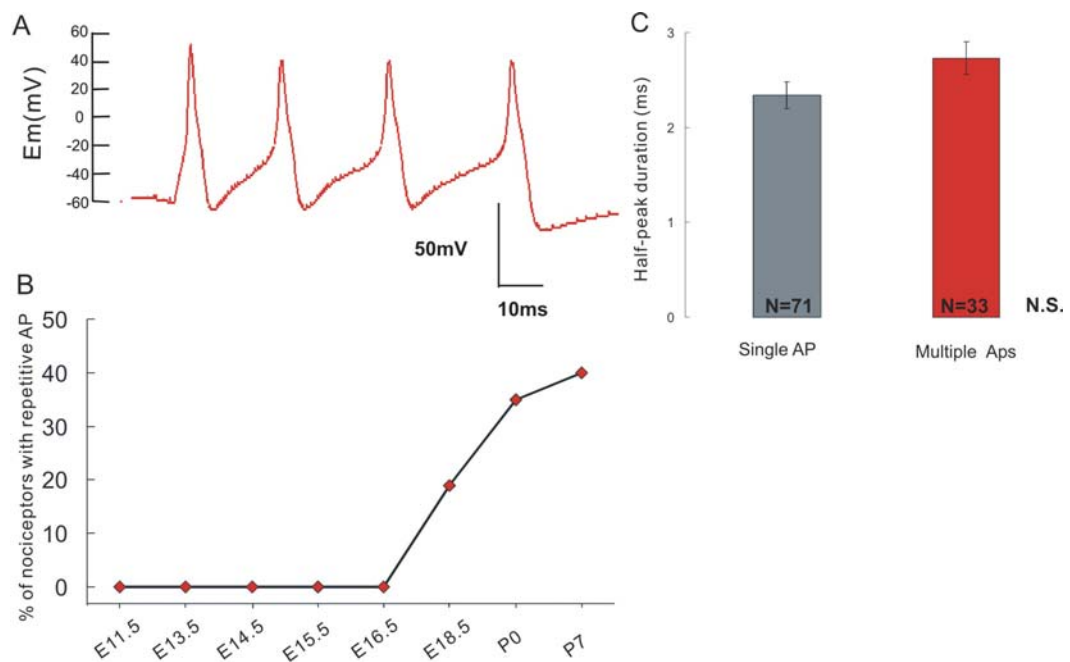 A
Em(mV)
60
40
20
0
-20
-40
-60
50mV
10ms
B
% of nociceptors with repetitive AP
50
40
30
20
10
0
E11.5
E13.5
E14.5
E15.5
E16.5
E18.5
P0
P7
C
Half-peak duration (ms)
3
2
1
0
N=71
N=33
N.S.
Single AP
Multiple Aps